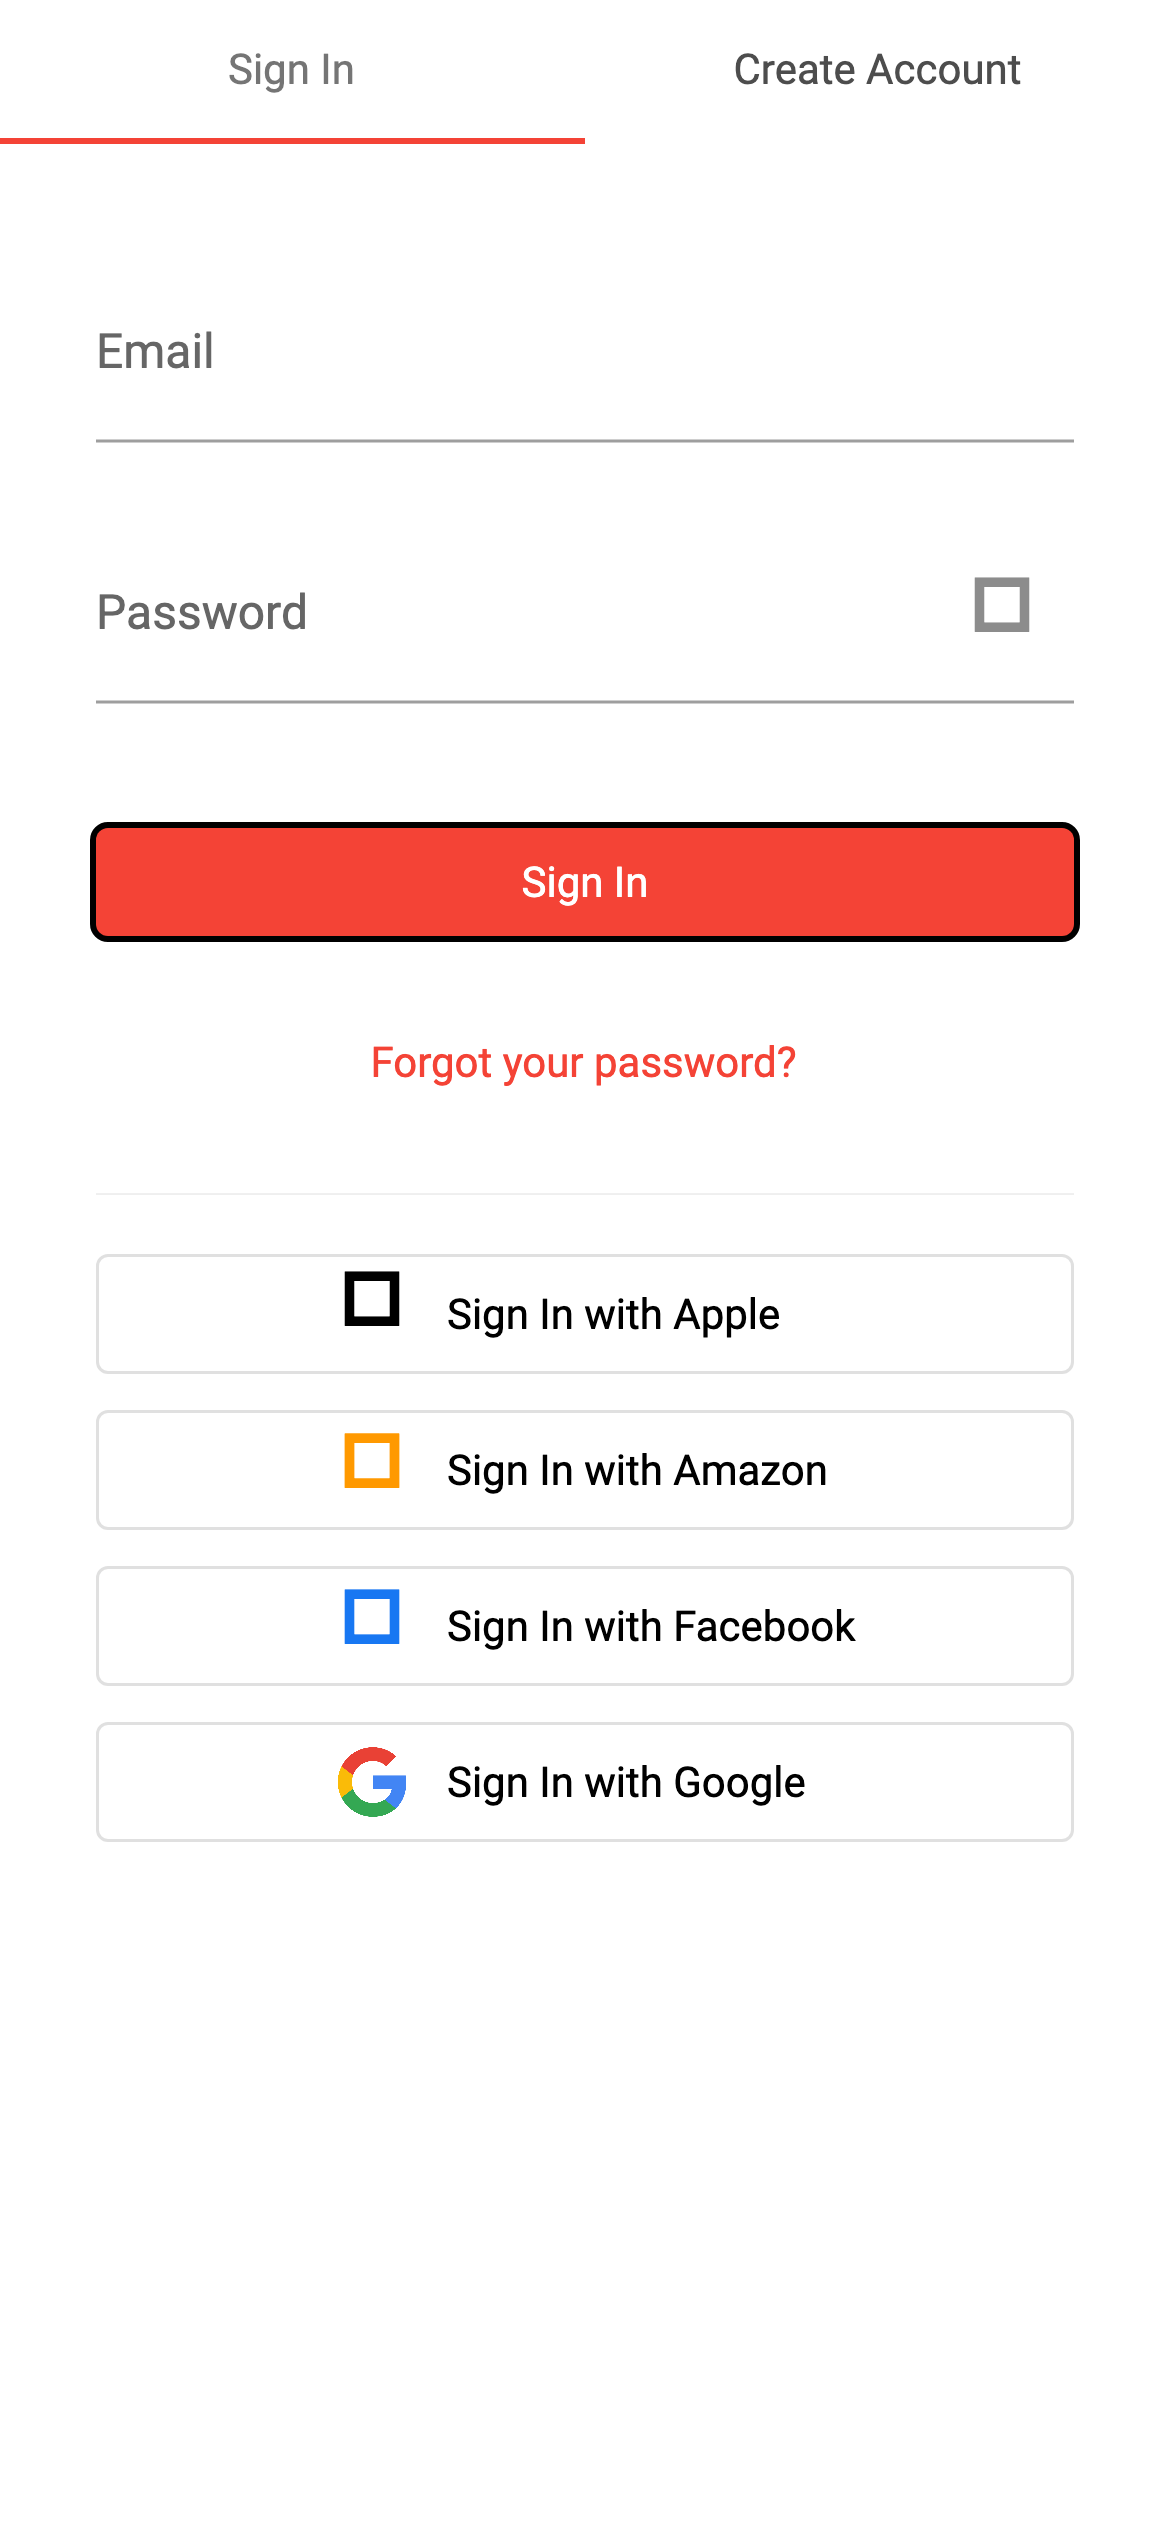 Sign In
Create Account
Email
Password
Sign In
Forgot your password?
Sign In with Apple
Sign In with Amazon
Sign In with Facebook
Sign In with Google